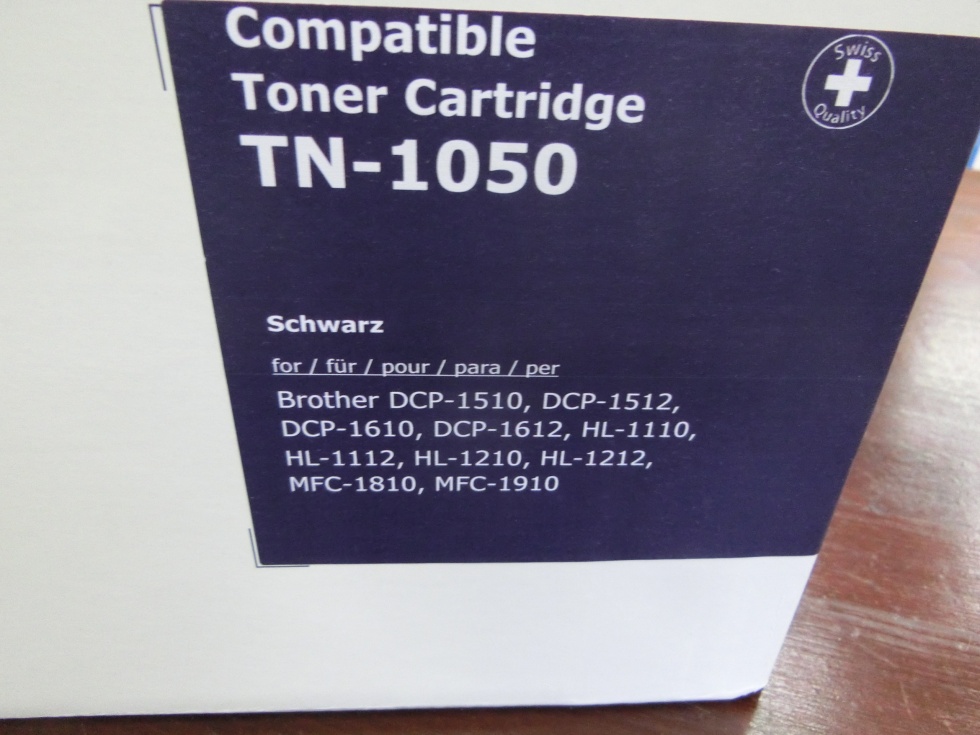 Compatible
Toner Cartridge
TN-1050
Swiss
Quality
Schwarz
for / für / pour / para / per
Brother DCP-1510, DCP-1512,
DCP-1610, DCP-1612, HL-1110,
HL-1112, HL-1210, HL-1212,
MFC-1810, MFC-1910